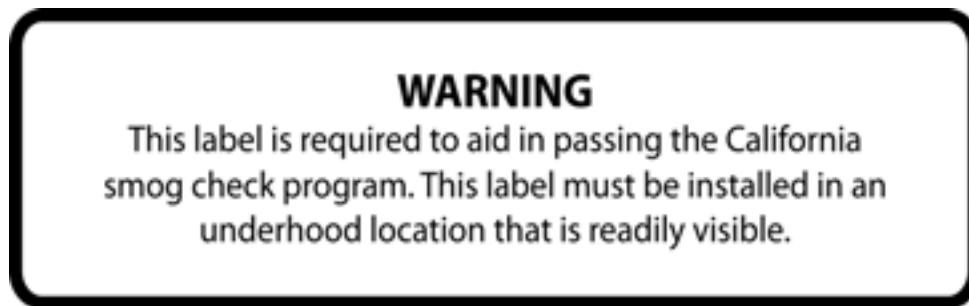 WARNING
This label is required to aid in passing the California
smog check program. This label must be installed in an
underhood location that is readily visible.